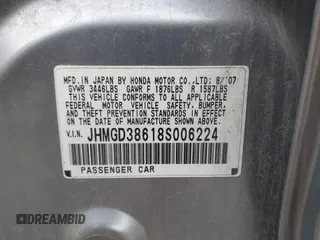 MFD. IN JAPAN BY HONDA MOTOR CO.,LTD: 8/'07
GVWR 3446LBS GAWR F 1876LBS R 1587LBS
THIS VEHICLE CONFORMS TO ALL APPLICABLE
FEDERAL MOTOR VEHICLE SAFETY, BUMPER,
AND THEFT PREVENTION STANDARDS IN EFFECT
ON THE DATE OF MANUFACTURE SHOWN ABOVE.
V.I.N. JHMGD38618S006224
PASSENGER CAR
DREAMBID